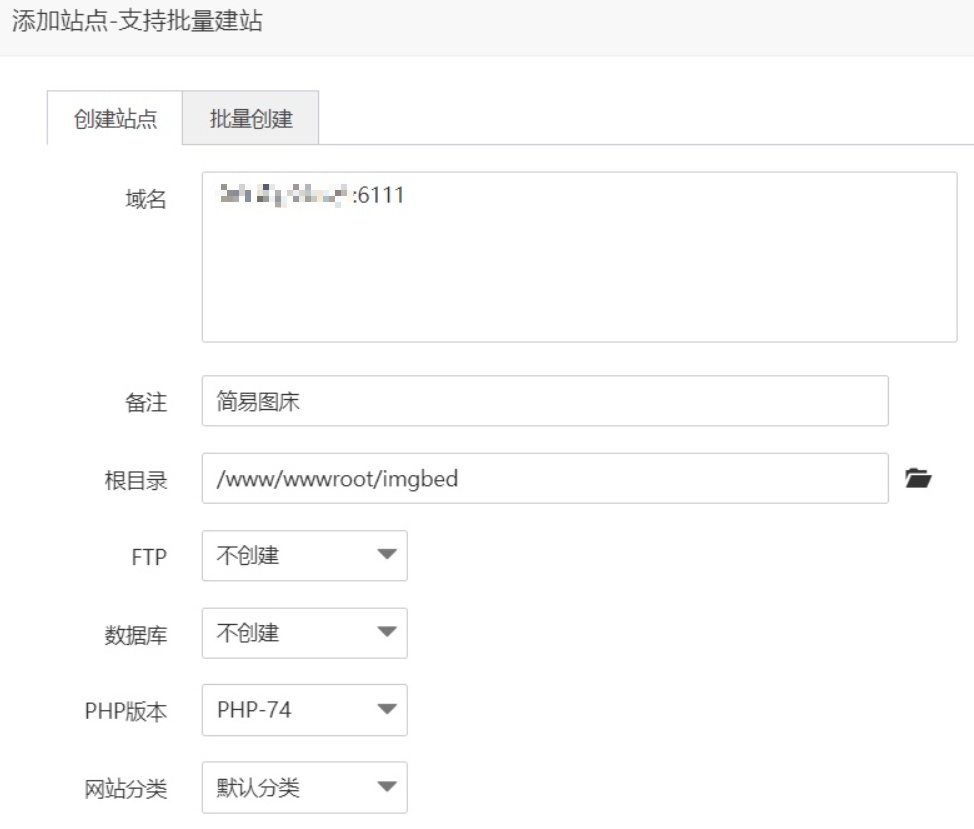 添加站点-支持批量建站
创建站点 批量创建
域名 :6111
备注 简易图床
根目录 /www/wwwroot/imgbed
FTP 不创建
数据库 不创建
PHP版本 PHP-74
网站分类 默认分类